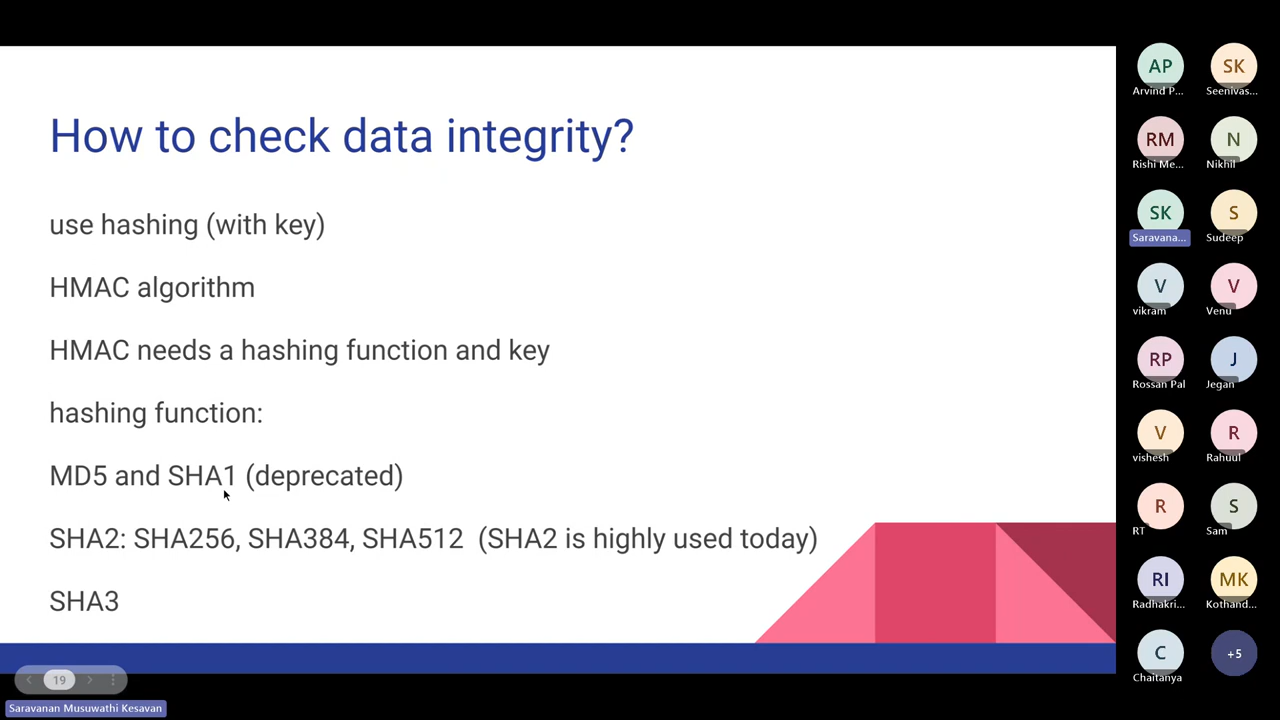 How to check data integrity?
use hashing (with key)
HMAC algorithm
HMAC needs a hashing function and key
hashing function:
MD5 and SHA1 (deprecated)
SHA2: SHA256, SHA384, SHA512 (SHA2 is highly used today)
SHA3
19
Saravanan Musuwathi Kesavan
AP SK
Arvind P... Seenivas...
RM N
Rishi Me... Nikhil
SK S
Saravana... Sudeep
V V
vikram Venu
RP J
Rossan Pal Jegan
V R
vishesh Rahuul
R S
RT Sam
RI MK
Radhakri... Kothand...
C +5
Chaitanya